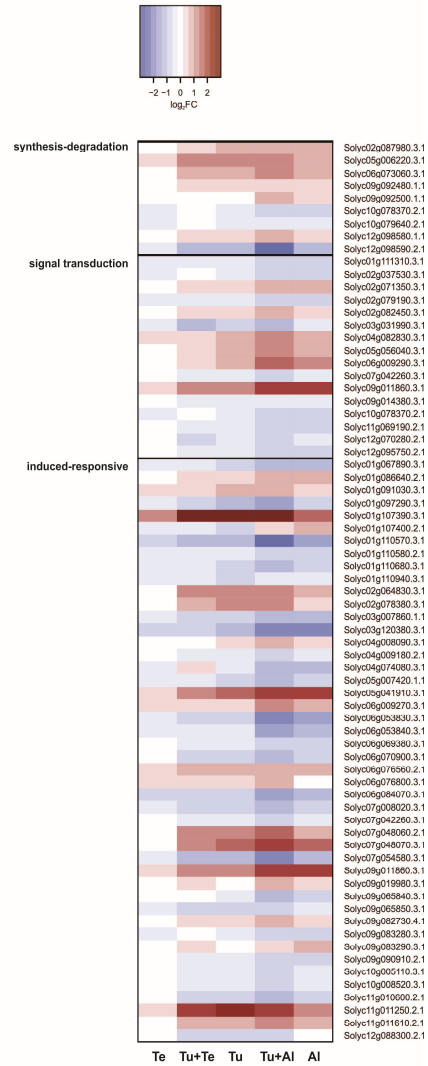 −2 −1 0 1 2
log2FC
synthesis-degradation
Solyc02g087980.3.1
Solyc05g006220.3.1
Solyc06g073060.3.1
Solyc09g092480.1.1
Solyc09g092500.1.1
Solyc10g078370.2.1
Solyc10g079640.2.1
Solyc12g098580.1.1
Solyc12g098590.2.1
signal transduction
Solyc01g111310.3.1
Solyc02g037530.3.1
Solyc02g071350.3.1
Solyc02g079190.3.1
Solyc02g082450.3.1
Solyc03g031990.3.1
Solyc04g082830.3.1
Solyc05g056040.3.1
Solyc06g009290.3.1
Solyc07g042260.3.1
Solyc09g011860.3.1
Solyc09g014380.3.1
Solyc10g078370.2.1
Solyc11g069190.2.1
Solyc12g070280.2.1
Solyc12g095750.2.1
induced-responsive
Solyc01g067890.3.1
Solyc01g086640.2.1
Solyc01g091030.3.1
Solyc01g097290.3.1
Solyc01g107390.3.1
Solyc01g107400.2.1
Solyc01g110570.3.1
Solyc01g110580.2.1
Solyc01g110680.3.1
Solyc01g110940.3.1
Solyc02g064830.3.1
Solyc02g078380.3.1
Solyc03g007860.1.1
Solyc03g120380.3.1
Solyc04g008090.3.1
Solyc04g009180.2.1
Solyc04g074080.3.1
Solyc05g007420.1.1
Solyc05g041910.3.1
Solyc06g009270.3.1
Solyc06g053830.3.1
Solyc06g053840.3.1
Solyc06g069380.3.1
Solyc06g070900.3.1
Solyc06g076560.2.1
Solyc06g076800.3.1
Solyc06g084070.3.1
Solyc07g008020.3.1
Solyc07g042260.3.1
Solyc07g048060.2.1
Solyc07g048070.3.1
Solyc07g054580.3.1
Solyc09g011860.3.1
Solyc09g019980.3.1
Solyc09g065840.3.1
Solyc09g065850.3.1
Solyc09g082730.4.1
Solyc09g083280.3.1
Solyc09g083290.3.1
Solyc09g090910.2.1
Solyc10g005110.3.1
Solyc10g008520.3.1
Solyc11g010600.2.1
Solyc11g011250.2.1
Solyc11g011610.2.1
Solyc12g088300.2.1
Te Tu+Te Tu Tu+Al Al